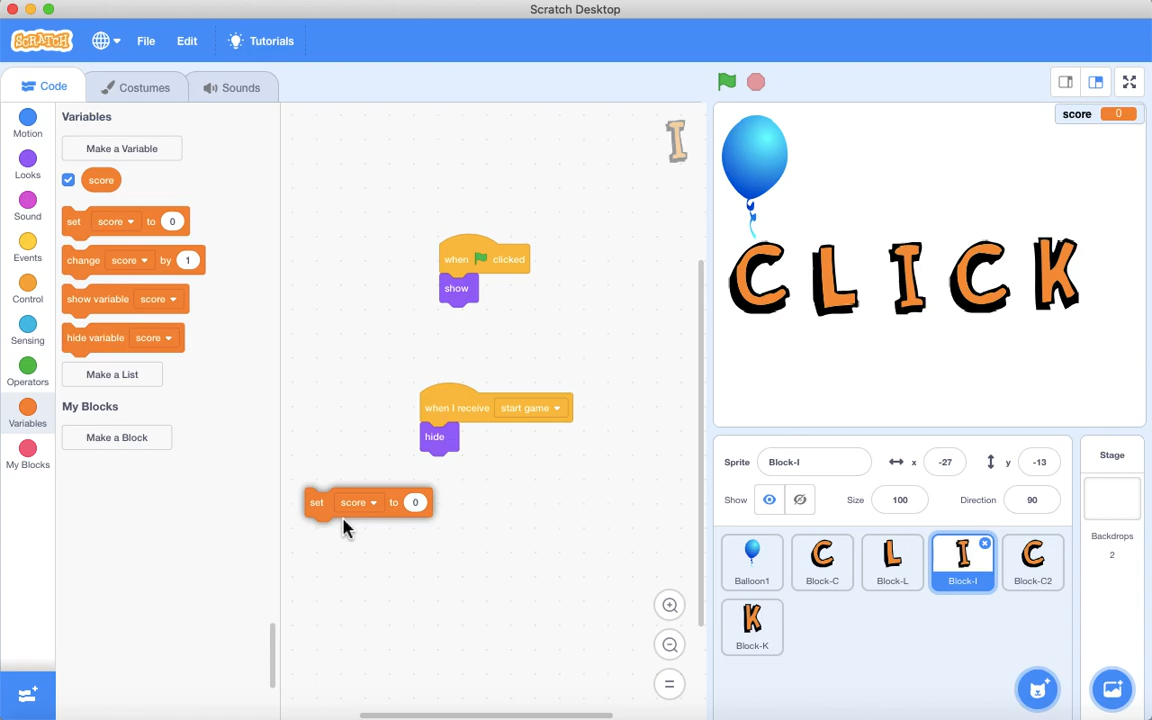 Scratch Desktop
SCRATCH File Edit Tutorials
Code Costumes Sounds
Motion
Looks
Sound
Events
Control
Sensing
Operators
Variables
My Blocks
Variables
Make a Variable
score
set score to 0
change score by 1
show variable score
hide variable score
Make a List
My Blocks
Make a Block
I
when clicked
show
when I receive start game
hide
set score to 0
score 0
CLICK
Sprite Block-I x -27 y -13
Show Size 100 Direction 90
Balloon1
C
Block-C
L
Block-L
I
Block-I
C
Block-C2
K
Block-K
Stage
Backdrops
2